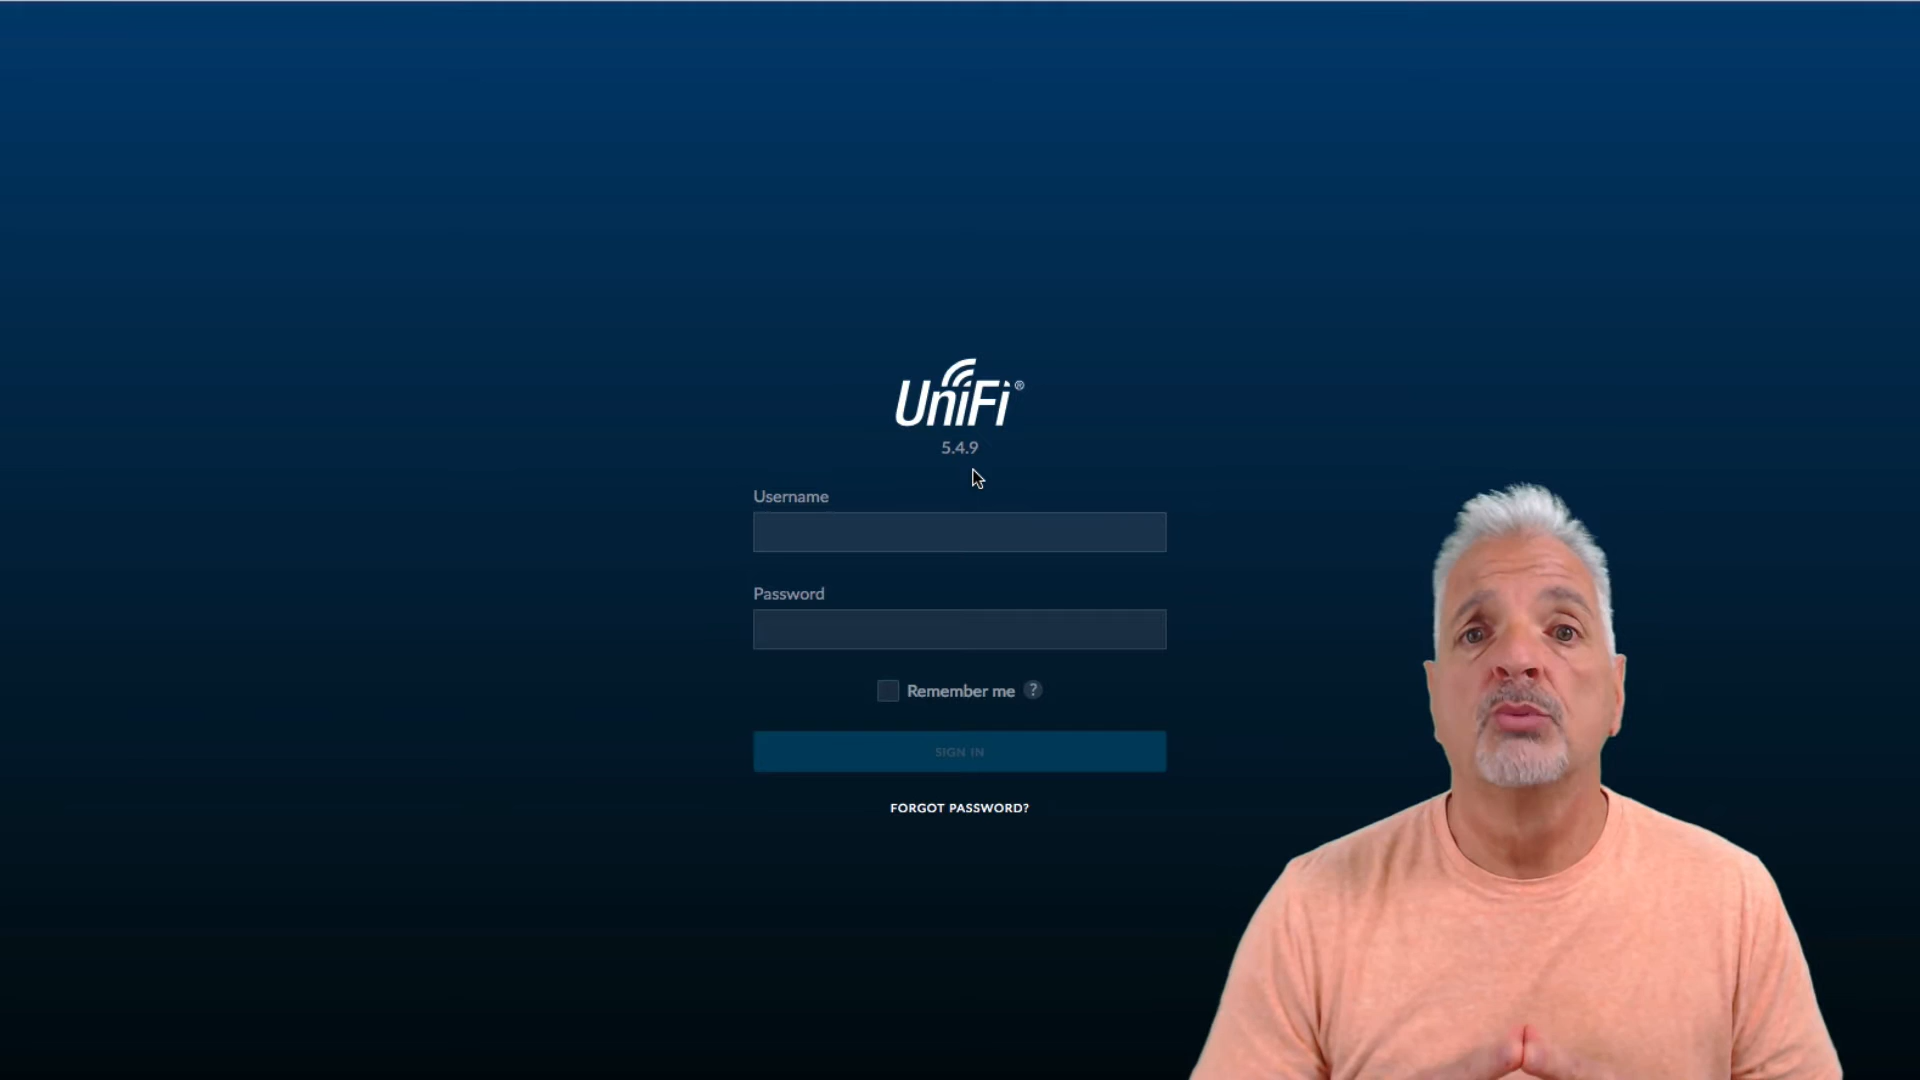 UniFi®
5.4.9
Username
Password
Remember me ?
SIGN IN
FORGOT PASSWORD?